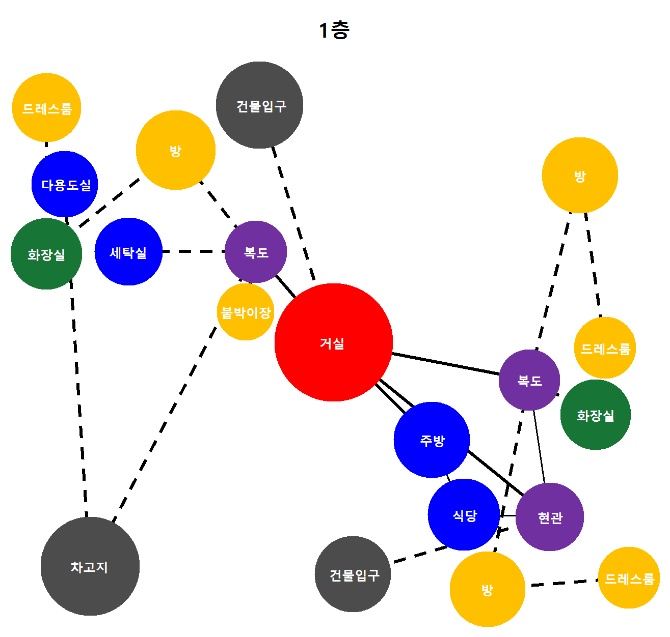 1층
드레스룸
건물입구
방
방
다용도실
화장실
세탁실
복도
붙박이장
거실
드레스룸
복도
화장실
주방
식당
현관
차고지
건물입구
방
드레스룸